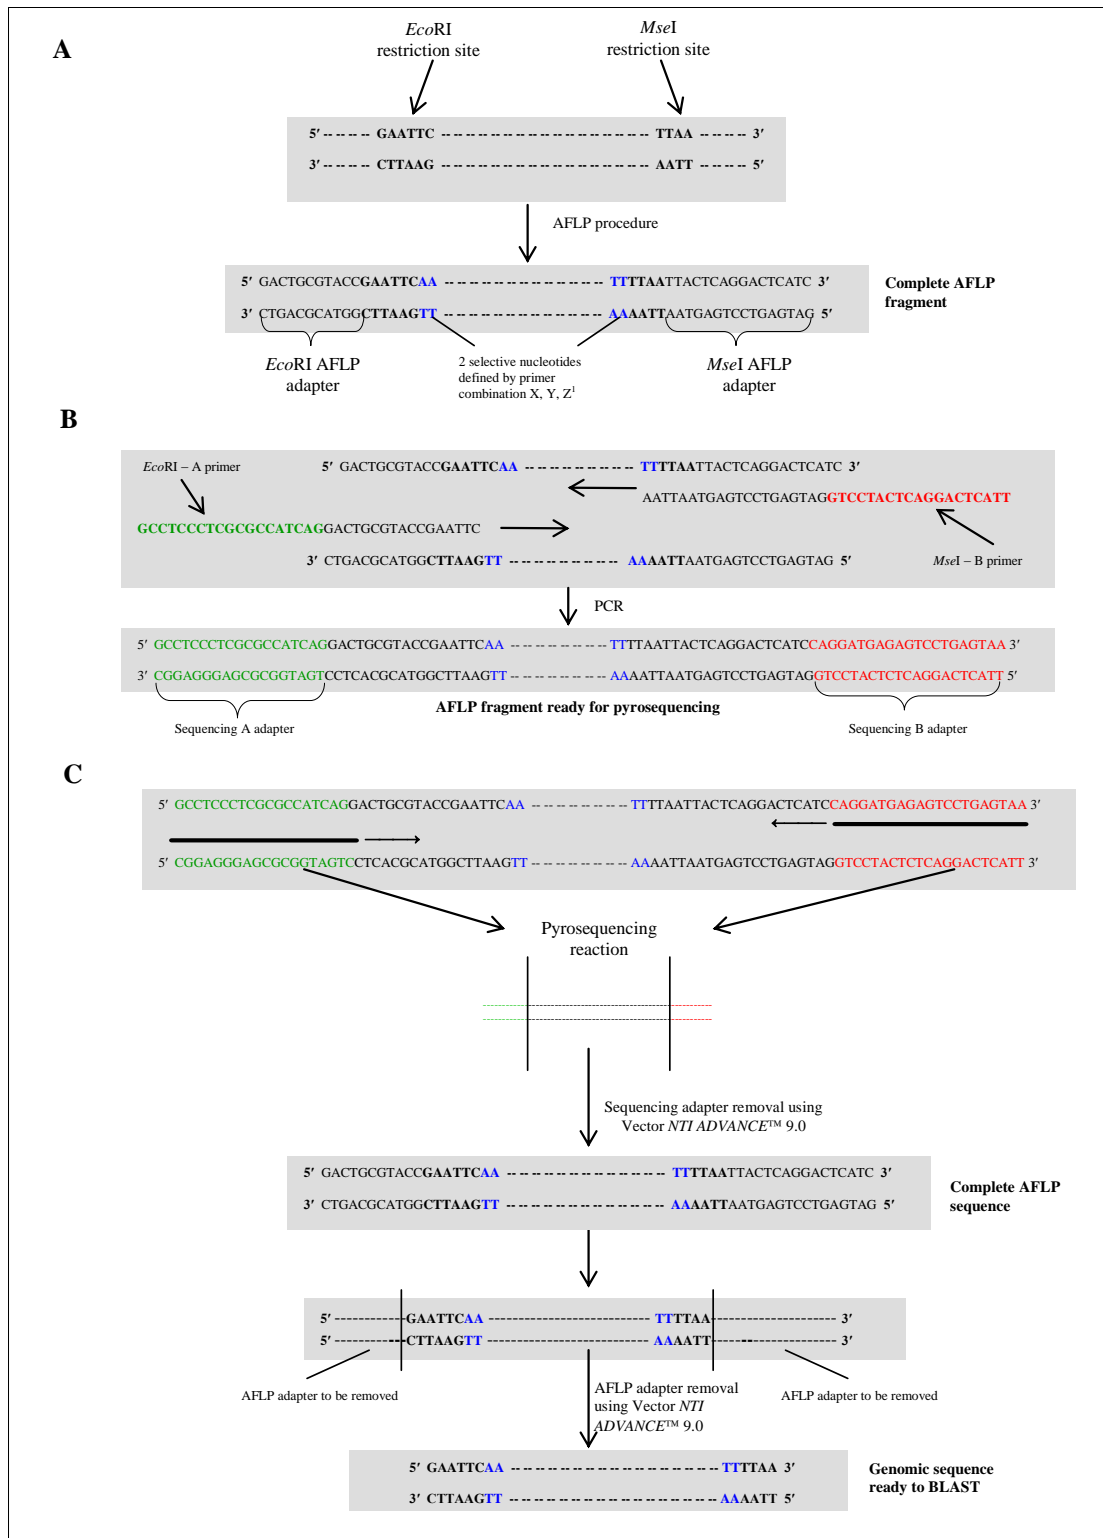 A
EcoRI
restriction site
MseI
restriction site
5′ -- -- -- -- GAATTC -- -- -- -- -- -- -- -- -- -- -- -- -- -- -- -- TTAA -- -- -- -- 3′
3′-- -- -- -- CTTAAG -- -- -- -- -- -- -- -- -- -- -- -- -- -- -- -- AATT -- -- -- -- 5′
AFLP procedure
5′ GACTGCGTACCGAATTCAA -- -- -- -- -- -- -- -- -- -- -- TTTTAATTACTCAGGACTCATC 3′
3′ CTGACGCATGGCTTAAGTT -- -- -- -- -- -- -- -- -- -- -- AAAATTAATGAGTCCTGAGTAG 5′
Complete AFLP
fragment
EcoRI AFLP
adapter
2 selective nucleotides
defined by primer
combination X, Y, Z1
MseI AFLP
adapter
B
EcoRI – A primer
5′ GACTGCGTACCGAATTCAA -- -- -- -- -- -- -- -- -- TTTTAATTACTCAGGACTCATC 3′
AATTAATGAGTCCTGAGTAGGTCCTACTCAGGACTCATT
GCCTCCCTCGCGCCATCAGGACTGCGTACCGAATTC
3′ CTGACGCATGGCTTAAGTT -- -- -- -- -- -- -- -- -- AAAATTAATGAGTCCTGAGTAG 5′
MseI – B primer
PCR
5′ GCCTCCCTCGCGCCATCAGGACTGCGTACCGAATTCAA -- -- -- -- -- -- -- -- TTTTAATTACTCAGGACTCATCCAGGATGAGAGTCCTGAGTAA 3′
3′ CGGAGGGAGCGCGGTAGTCCTCACGCATGGCTTAAGTT -- -- -- -- -- -- -- -- AAAATTAATGAGTCCTGAGTAGGTCCTACTCTCAGGACTCATT 5′
AFLP fragment ready for pyrosequencing
Sequencing A adapter
Sequencing B adapter
C
5′ GCCTCCCTCGCGCCATCAGGACTGCGTACCGAATTCAA -- -- -- -- -- -- -- -- TTTTAATTACTCAGGACTCATCCAGGATGAGAGTCCTGAGTAA 3′
5′ CGGAGGGAGCGCGGTAGTCCTCACGCATGGCTTAAGTT -- -- -- -- -- -- -- -- AAAATTAATGAGTCCTGAGTAGGTCCTACTCTCAGGACTCATT 3′
Pyrosequencing
reaction
Sequencing adapter removal using
Vector NTI ADVANCE™ 9.0
5′ GACTGCGTACCGAATTCAA -- -- -- -- -- -- -- -- -- -- -- TTTTAATTACTCAGGACTCATC 3′
3′ CTGACGCATGGCTTAAGTT -- -- -- -- -- -- -- -- -- -- -- AAAATTAATGAGTCCTGAGTAG 5′
Complete AFLP
sequence
5′ ---------------GAATTCAA -------------------------------- TTTTAA-------------------------- 3′
5′ ---------------CTTAAGTT -------------------------------- AAAATT-------------------------- 3′
AFLP adapter to be removed
AFLP adapter removal
using Vector NTI
ADVANCE™ 9.0
AFLP adapter to be removed
5′ GAATTCAA -- -- -- -- -- -- -- -- -- -- -- -- -- -- TTTTAA 3′
3′ CTTAAGTT -- -- -- -- -- -- -- -- -- -- -- -- -- -- AAAATT 5′
Genomic sequence
ready to BLAST